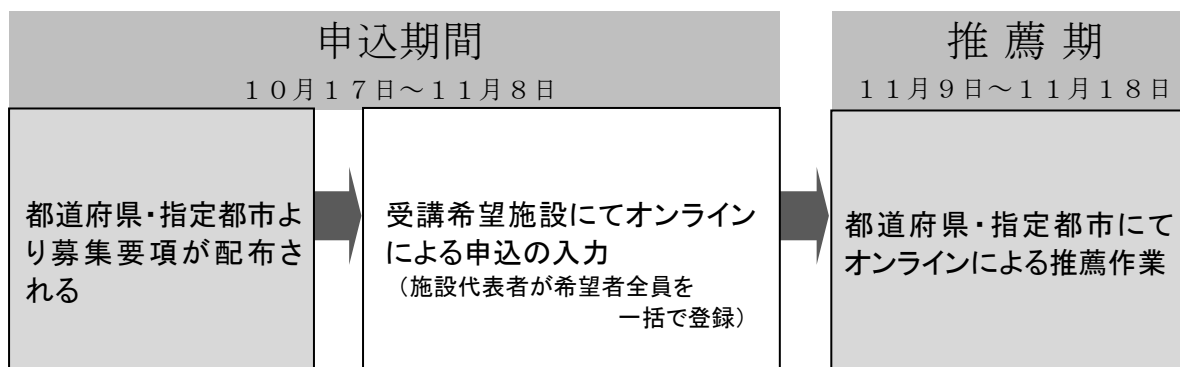 申込期間
１０月１７日～１１月８日
推 薦 期
１１月９日～１１月１８日
都道府県・指定都市よ
り募集要項が配布さ
れる
受講希望施設にてオンライン
による申込の入力
（施設代表者が希望者全員を
一括で登録）
都道府県・指定都市にて
オンラインによる推薦作業